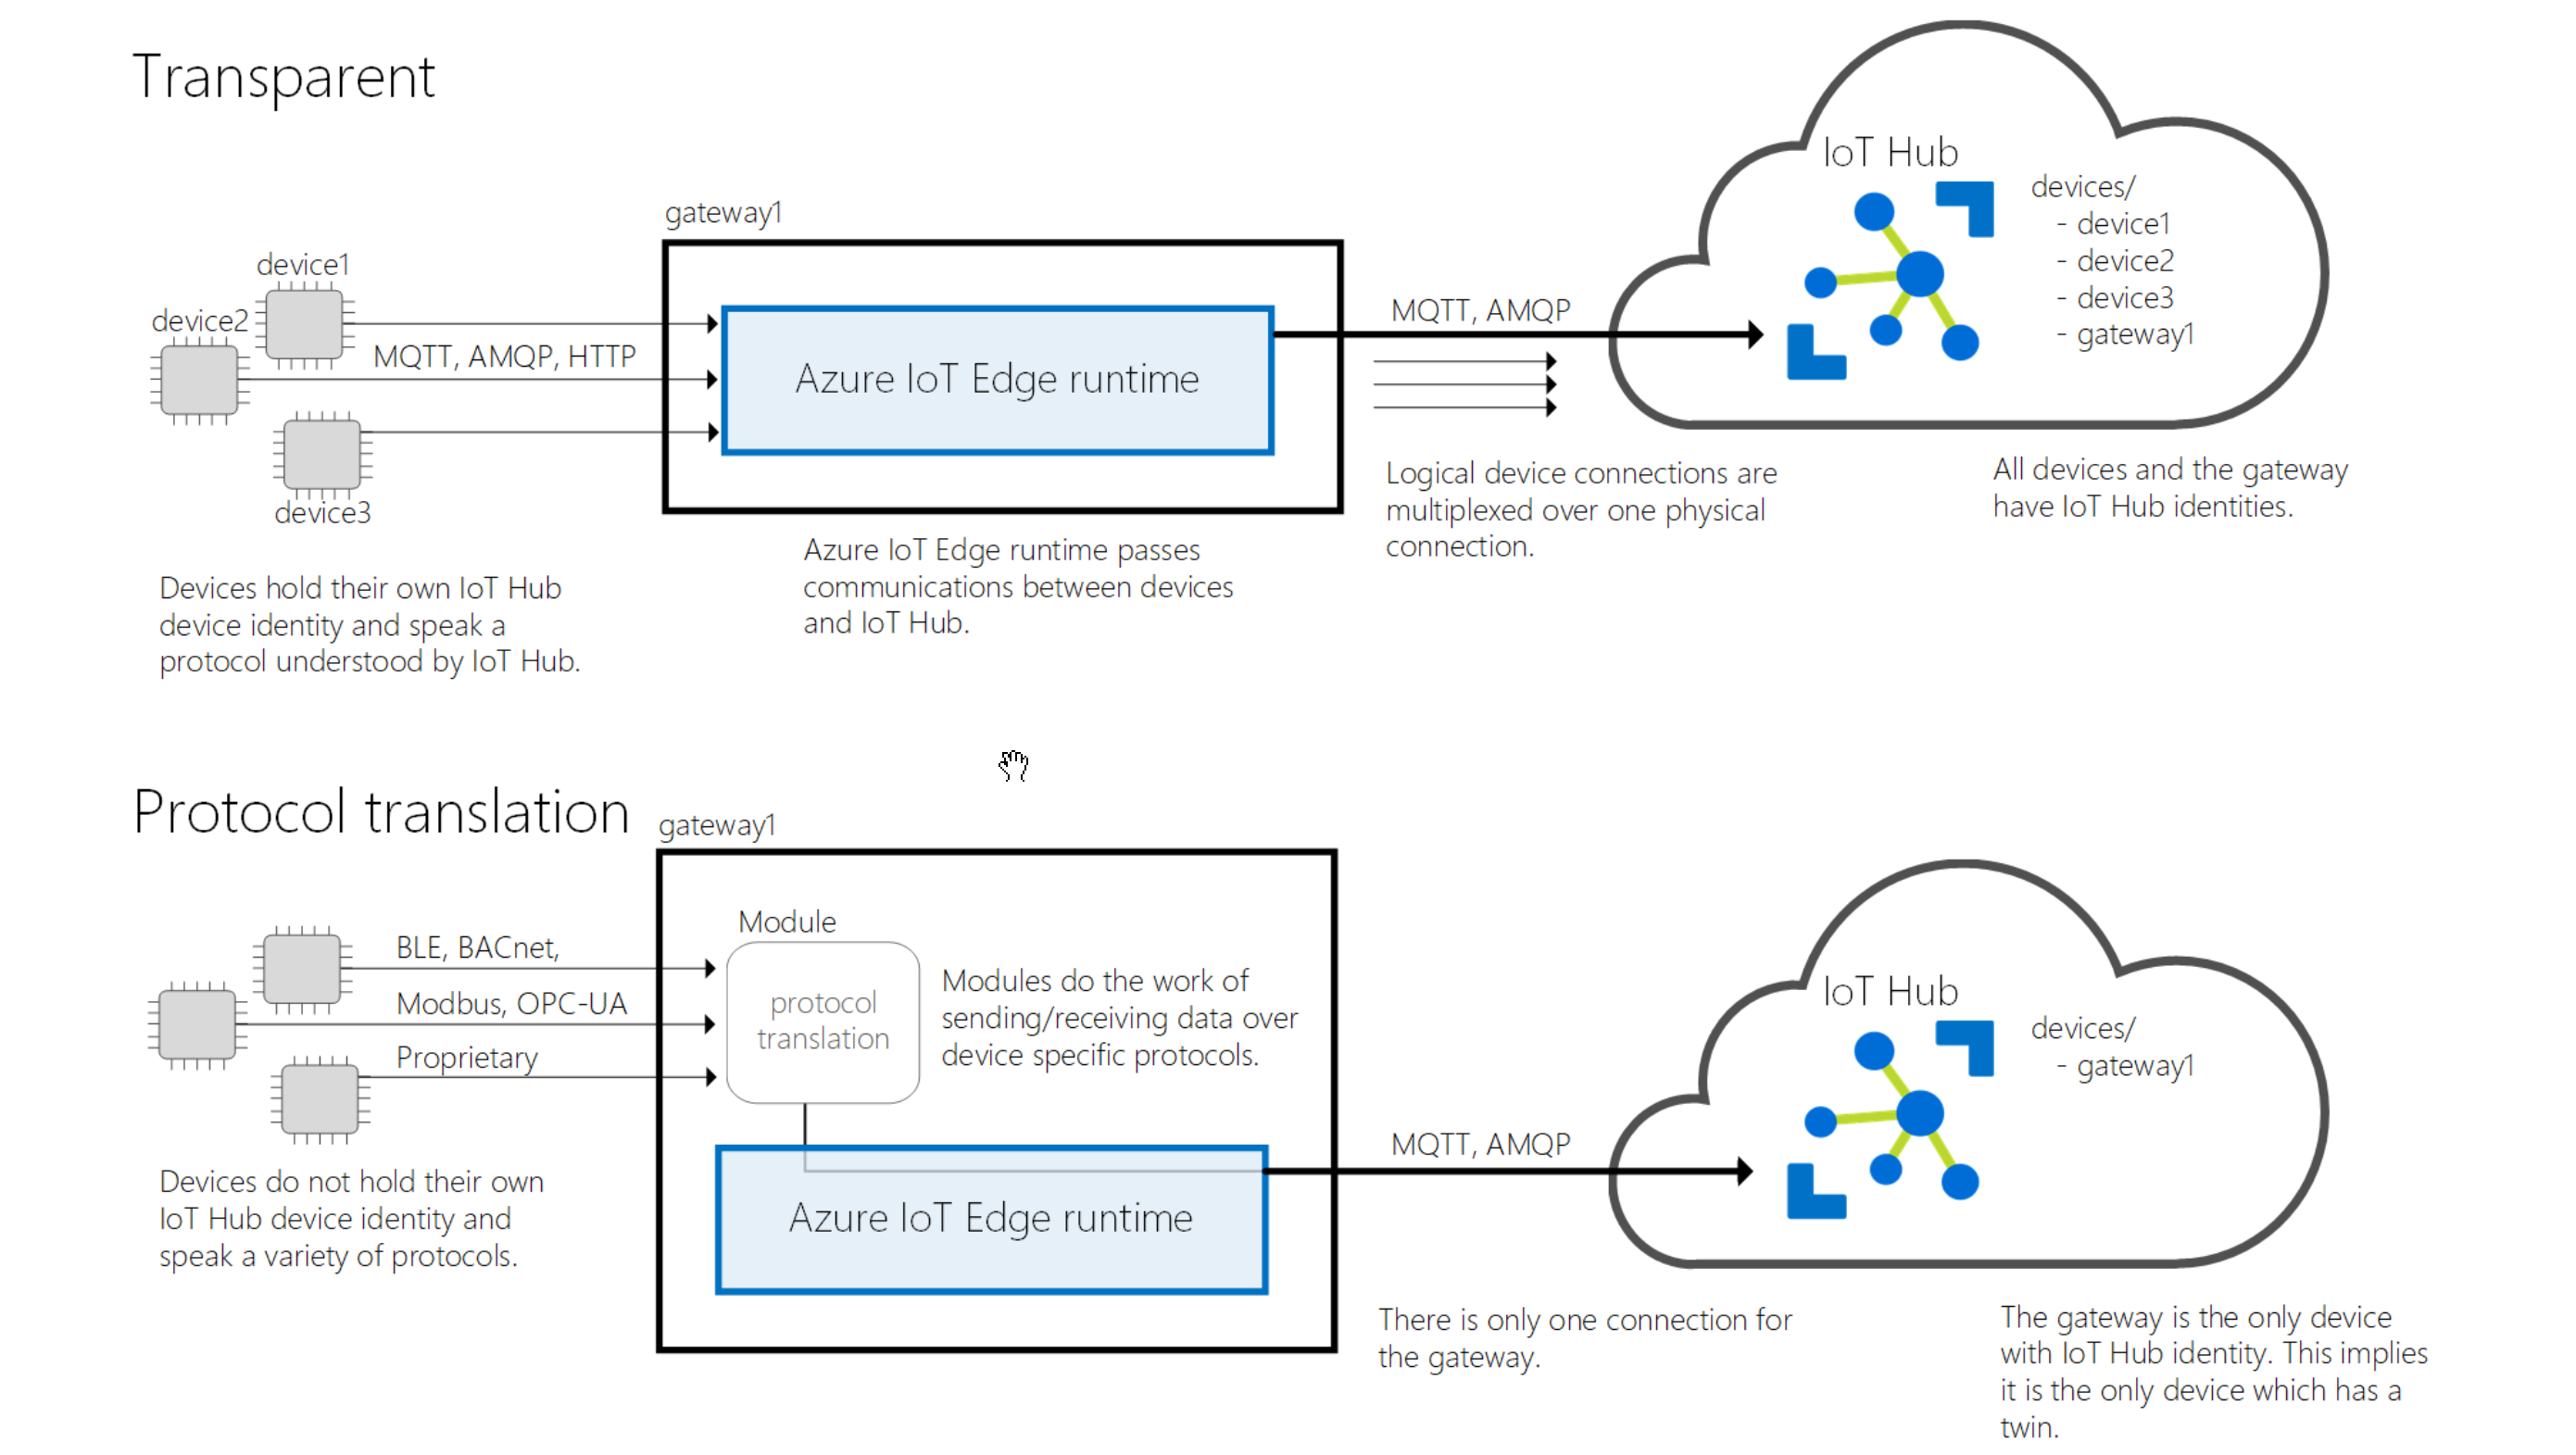 Transparent
gateway1
device1
device2
MQTT, AMQP, HTTP
device3
Azure IoT Edge runtime
MQTT, AMQP
IoT Hub
devices/
- device1
- device2
- device3
- gateway1
Devices hold their own IoT Hub
device identity and speak a
protocol understood by IoT Hub.
Azure IoT Edge runtime passes
communications between devices
and IoT Hub.
Logical device connections are
multiplexed over one physical
connection.
All devices and the gateway
have IoT Hub identities.
Protocol translation
gateway1
BLE, BACnet,
Modbus, OPC-UA
Proprietary
Module
protocol
translation
Modules do the work of
sending/receiving data over
device specific protocols.
Azure IoT Edge runtime
MQTT, AMQP
IoT Hub
devices/
- gateway1
Devices do not hold their own
IoT Hub device identity and
speak a variety of protocols.
There is only one connection for
the gateway.
The gateway is the only device
with IoT Hub identity. This implies
it is the only device which has a
twin.